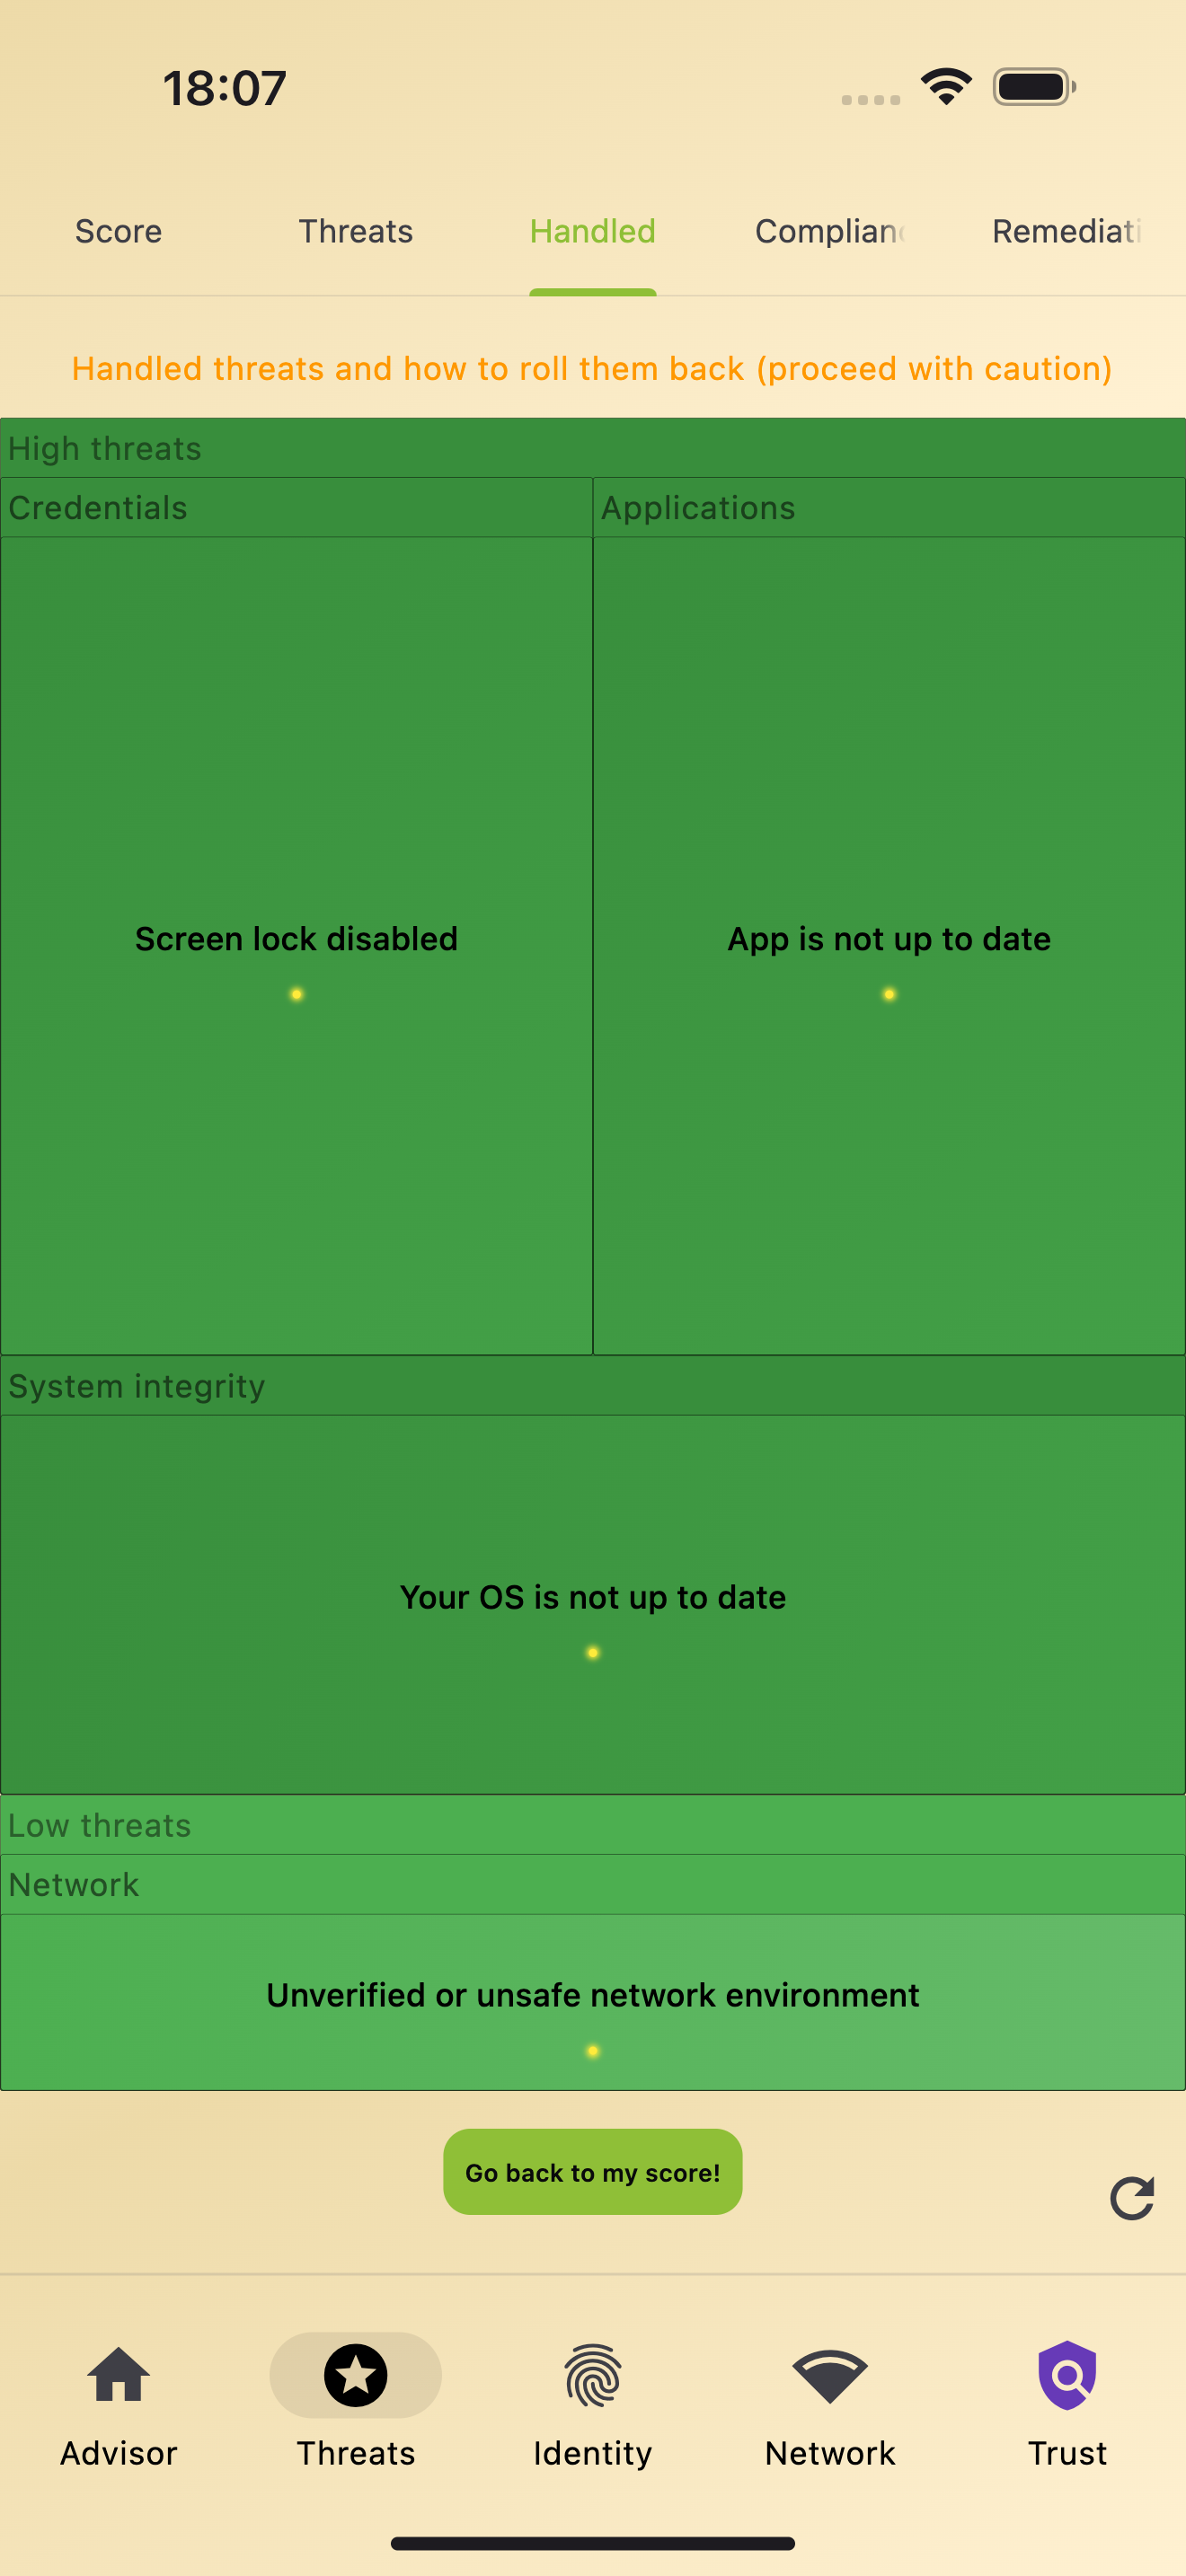 18:07
Score Threats Handled Complianc Remediati
Handled threats and how to roll them back (proceed with caution)
High threats
Credentials Applications
Screen lock disabled App is not up to date
System integrity
Your OS is not up to date
Low threats
Network
Unverified or unsafe network environment
Go back to my score!
Advisor Threats Identity Network Trust